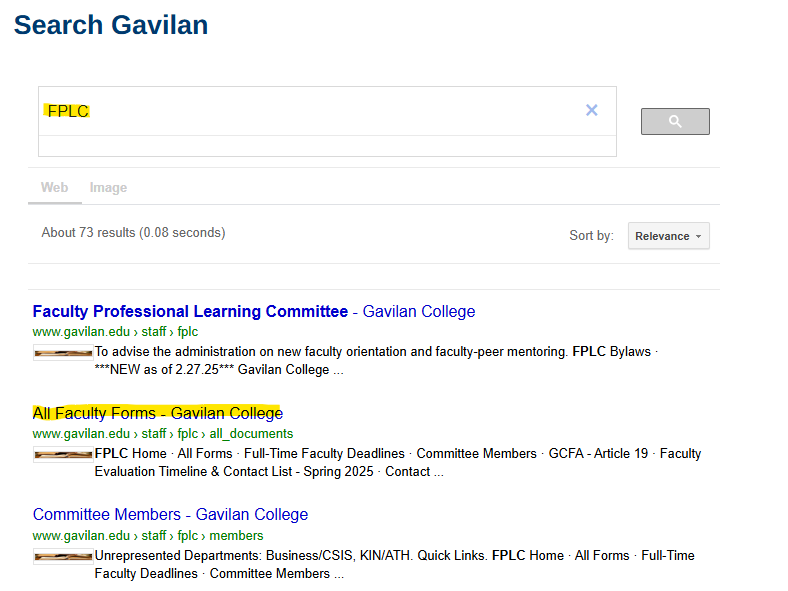 Search Gavilan
FPLC
×
Web Image
About 73 results (0.08 seconds)
Sort by: Relevance
Faculty Professional Learning Committee - Gavilan College
www.gavilan.edu › staff › fplc
To advise the administration on new faculty orientation and faculty-peer mentoring. FPLC Bylaws ·
***NEW as of 2.27.25*** Gavilan College ...
All Faculty Forms - Gavilan College
www.gavilan.edu › staff › fplc › all_documents
FPLC Home · All Forms · Full-Time Faculty Deadlines · Committee Members · GCFA - Article 19 · Faculty
Evaluation Timeline & Contact List - Spring 2025 · Contact ...
Committee Members - Gavilan College
www.gavilan.edu › staff › fplc › members
Unrepresented Departments: Business/CSIS, KIN/ATH. Quick Links. FPLC Home · All Forms · Full-Time
Faculty Deadlines · Committee Members ...